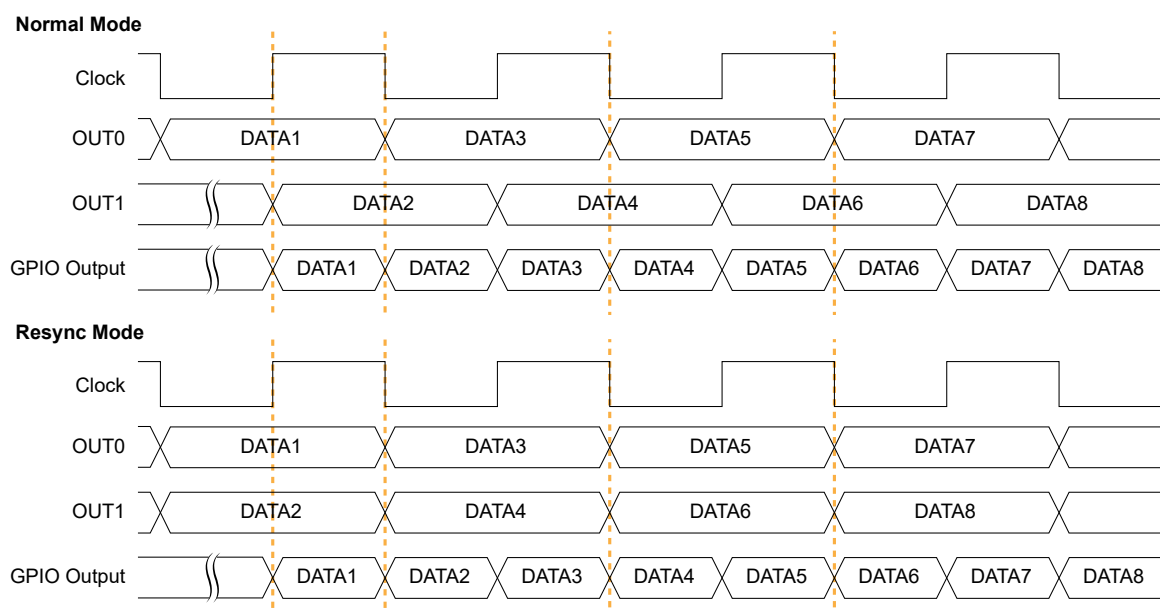 Normal Mode
Clock
OUT0 DATA1 DATA3 DATA5 DATA7
OUT1 DATA2 DATA4 DATA6 DATA8
GPIO Output DATA1 DATA2 DATA3 DATA4 DATA5 DATA6 DATA7 DATA8
Resync Mode
Clock
OUT0 DATA1 DATA3 DATA5 DATA7
OUT1 DATA2 DATA4 DATA6 DATA8
GPIO Output DATA1 DATA2 DATA3 DATA4 DATA5 DATA6 DATA7 DATA8